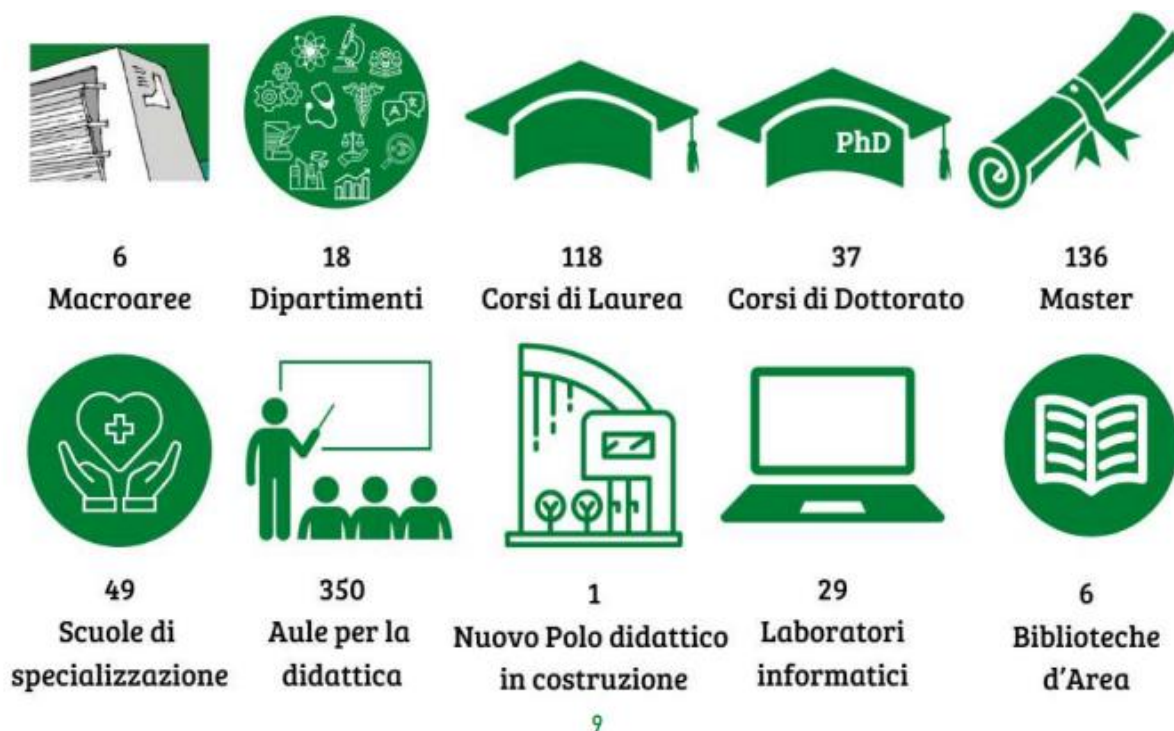 PhD
6
Macroaree
18
Dipartimenti
118
Corsi di Laurea
37
Corsi di Dottorato
136
Master
49
Scuole di
specializzazione
350
Aule per la
didattica
1
Nuovo Polo didattico
in costruzione
29
Laboratori
informatici
6
Biblioteche
d'Area
9